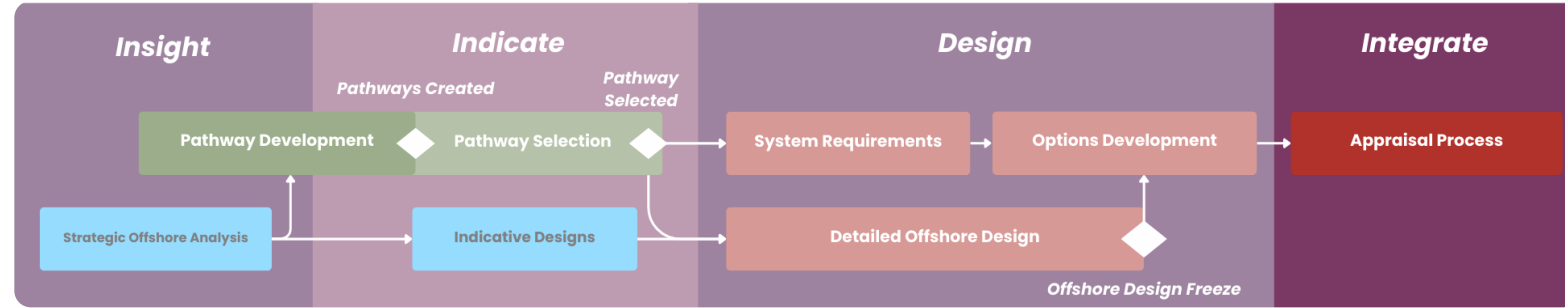 Insight
Indicate
Design
Integrate
Pathways Created
Pathway
Selected
Pathway Development
Pathway Selection
System Requirements
Options Development
Appraisal Process
Strategic Offshore Analysis
Indicative Designs
Detailed Offshore Design
Offshore Design Freeze